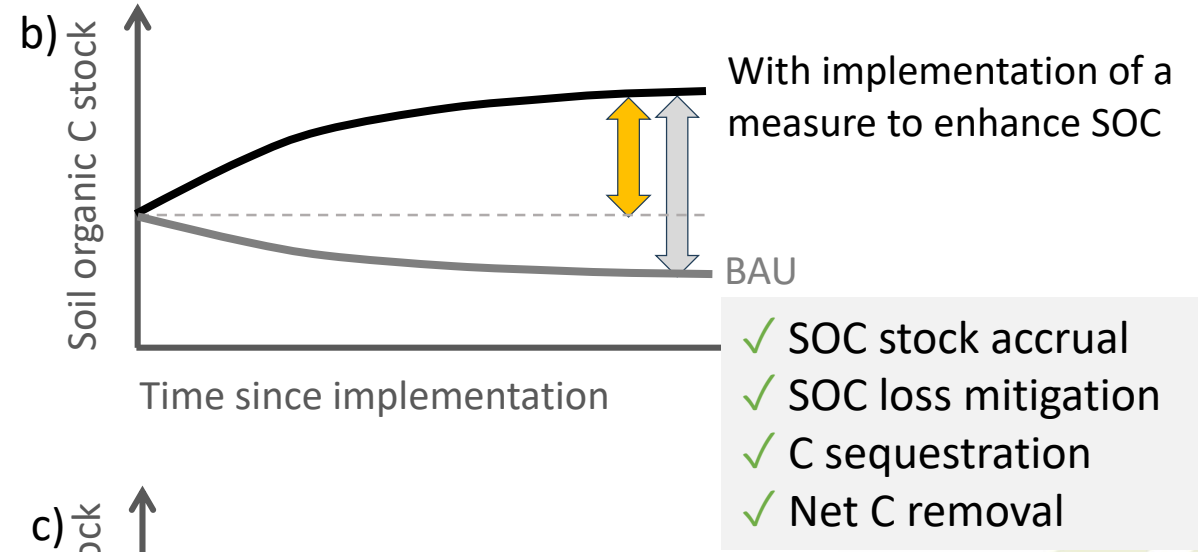 b)
Soil organic C stock
With implementation of a
measure to enhance SOC
BAU
Time since implementation
✓ SOC stock accrual
✓ SOC loss mitigation
✓ C sequestration
✓ Net C removal
c)